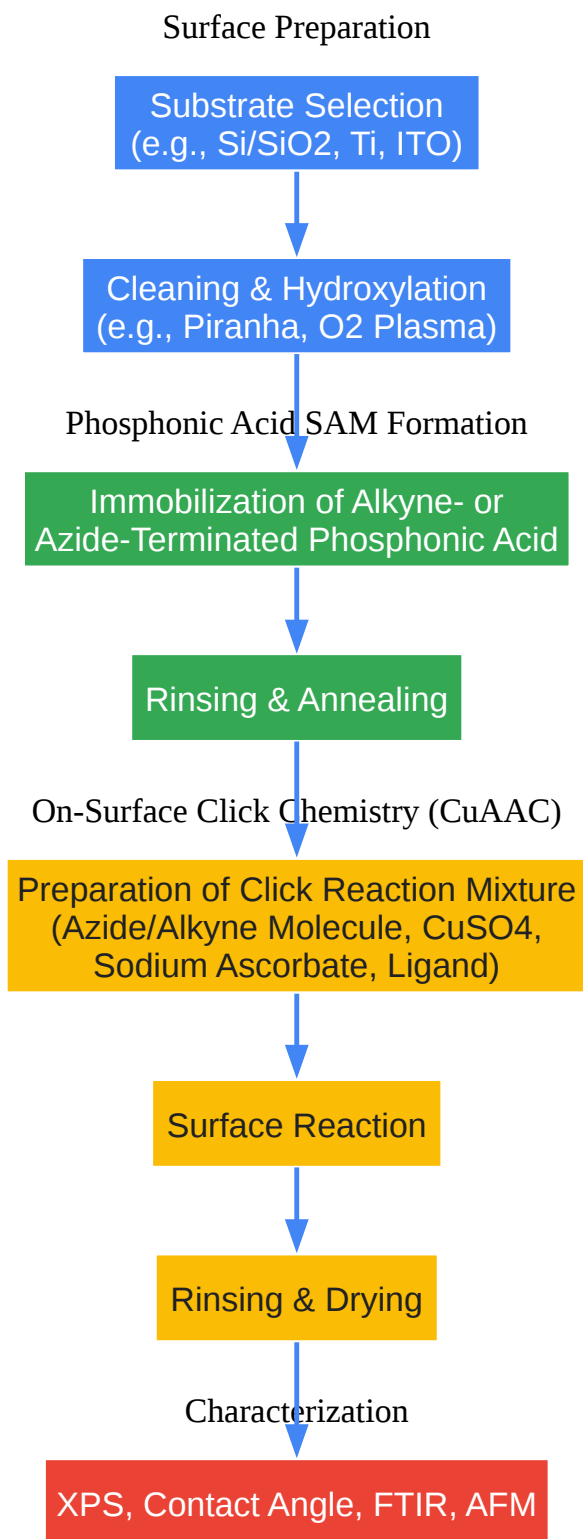 Surface Preparation
Substrate Selection
(e.g., Si/SiO2, Ti, ITO)
Cleaning & Hydroxylation
(e.g., Piranha, O2 Plasma)
Phosphonic Acid SAM Formation
Immobilization of Alkyne- or
Azide-Terminated Phosphonic Acid
Rinsing & Annealing
On-Surface Click Chemistry (CuAAC)
Preparation of Click Reaction Mixture
(Azide/Alkyne Molecule, CuSO4,
Sodium Ascorbate, Ligand)
Surface Reaction
Rinsing & Drying
Characterization
XPS, Contact Angle, FTIR, AFM